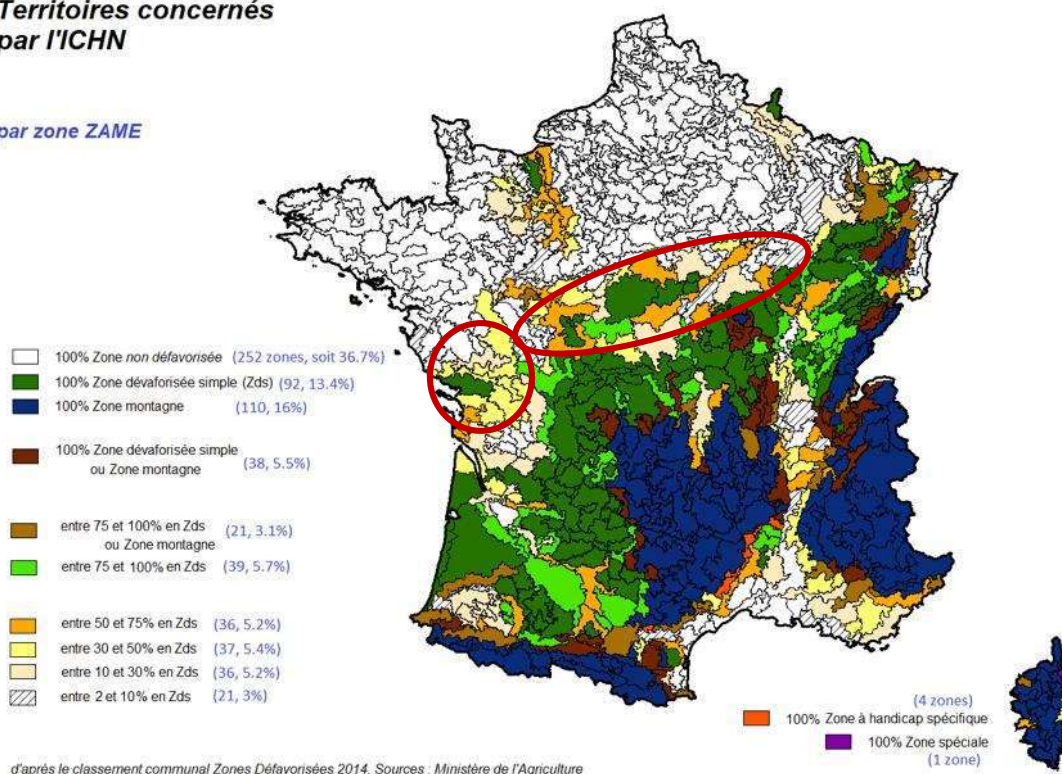 Territoires concernés
par l'ICHN
par zone ZAME
100% Zone non défavorisée (252 zones, soit 36.7%)
100% Zone dévaforisée simple (Zds) (92, 13.4%)
100% Zone montagne (110, 16%)
100% Zone dévaforisée simple
ou Zone montagne (38, 5.5%)
entre 75 et 100% en Zds
ou Zone montagne (21, 3.1%)
entre 75 et 100% en Zds (39, 5.7%)
entre 50 et 75% en Zds (36, 5.2%)
entre 30 et 50% en Zds (37, 5.4%)
entre 10 et 30% en Zds (36, 5.2%)
entre 2 et 10% en Zds (21, 3%)
(4 zones)
100% Zone à handicap spécifique
100% Zone spéciale
(1 zone)
d'après le classement communal Zones Défavorisées 2014. Sources : Ministère de l'Agriculture